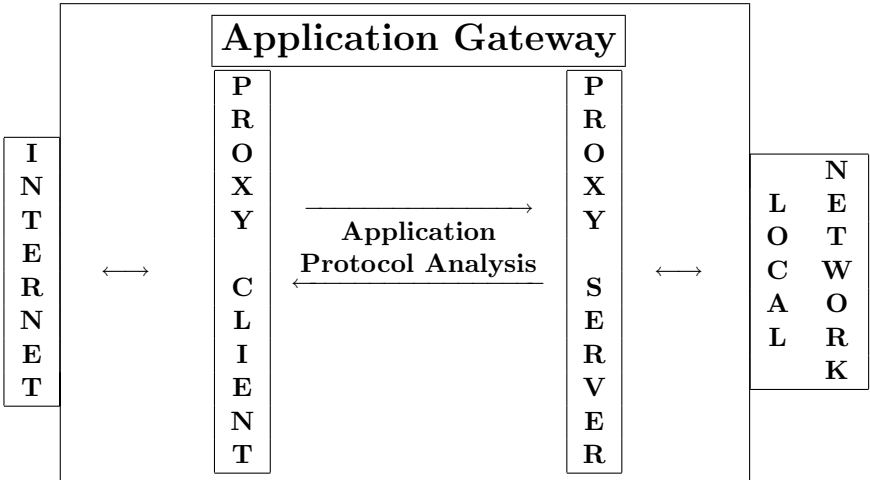 Application Gateway
INTERNET
PROXY CLIENT
Application
Protocol Analysis
PROXY SERVER
LOCAL
NETWORK